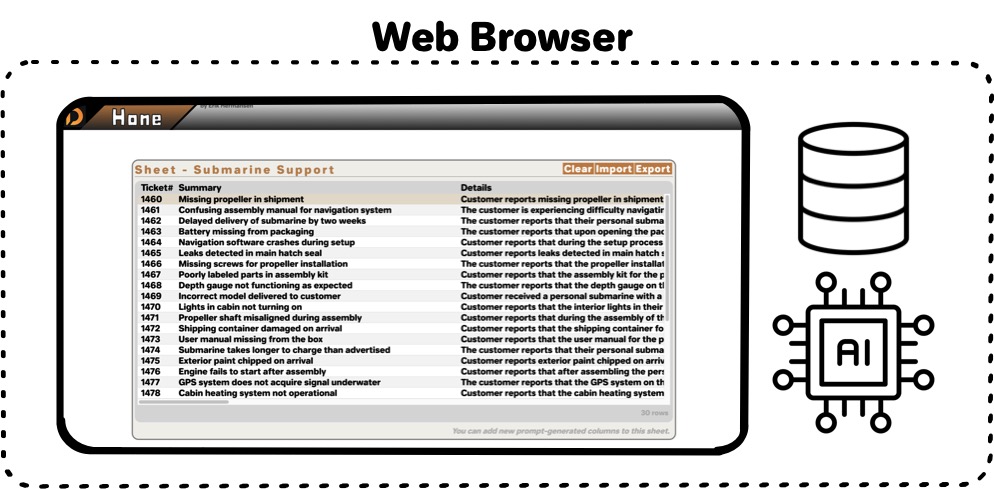 Web Browser
Hone
by Erik Hermansen
Sheet - Submarine Support
Clear Import Export
Ticket# Summary Details
1460 Missing propeller in shipment Customer reports missing propeller in shipment
1461 Confusing assembly manual for navigation system The customer is experiencing difficulty navigatin
1462 Delayed delivery of submarine by two weeks The customer reports that their personal subma
1463 Battery missing from packaging Customer reports that upon opening the pac
1464 Navigation software crashes during setup Customer reports that during the setup process
1465 Leaks detected in main hatch seal Customer reports leaks detected in main hatch s
1466 Missing screws for propeller installation Customer reports that the propeller installat
1467 Poorly labeled parts in assembly kit Customer reports that the assembly kit for the p
1468 Depth gauge not functioning as expected Customer reports that the depth gauge on th
1469 Incorrect model delivered to customer Customer received a personal submarine with a
1470 Lights in cabin not turning on Customer reports that the interior lights in their
1471 Propeller shaft misaligned during assembly Customer reports that during the assembly of th
1472 Shipping container damaged on arrival Customer reports that the shipping container fo
1473 User manual missing from the box Customer reports that the user manual for the p
1474 Submarine takes longer to charge than advertised The customer reports that their personal subma
1475 Exterior paint chipped on arrival Customer reports exterior paint chipped on arriv
1476 Engine fails to start after assembly Customer reports that after assembling the pers
1477 GPS system does not acquire signal underwater The customer reports that the GPS system on th
1478 Cabin heating system not operational Customer reports that the cabin heating system
30 rows
You can add new prompt-generated columns to this sheet.
AI